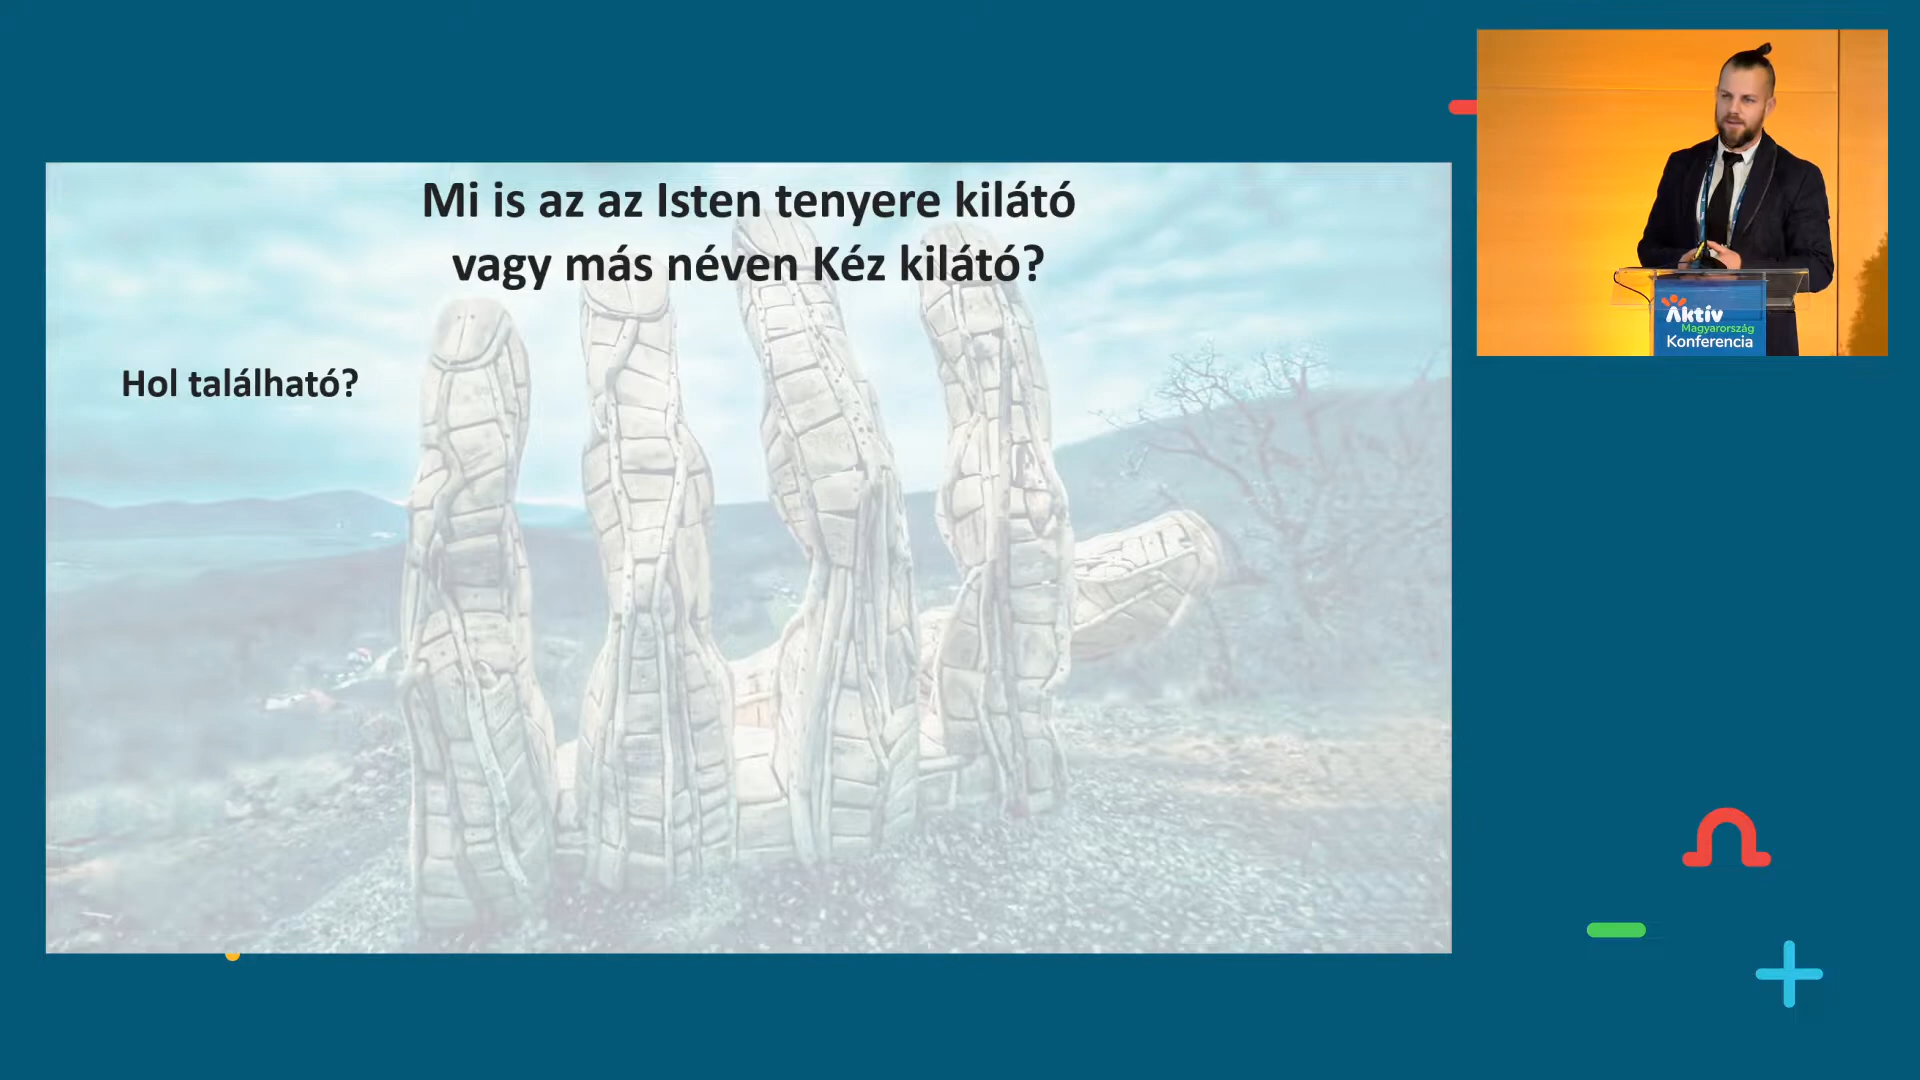 Mi is az az Isten tenyere kilátó
vagy más néven Kéz kilátó?
Hol található?
Aktív
Magyarország
Konferencia